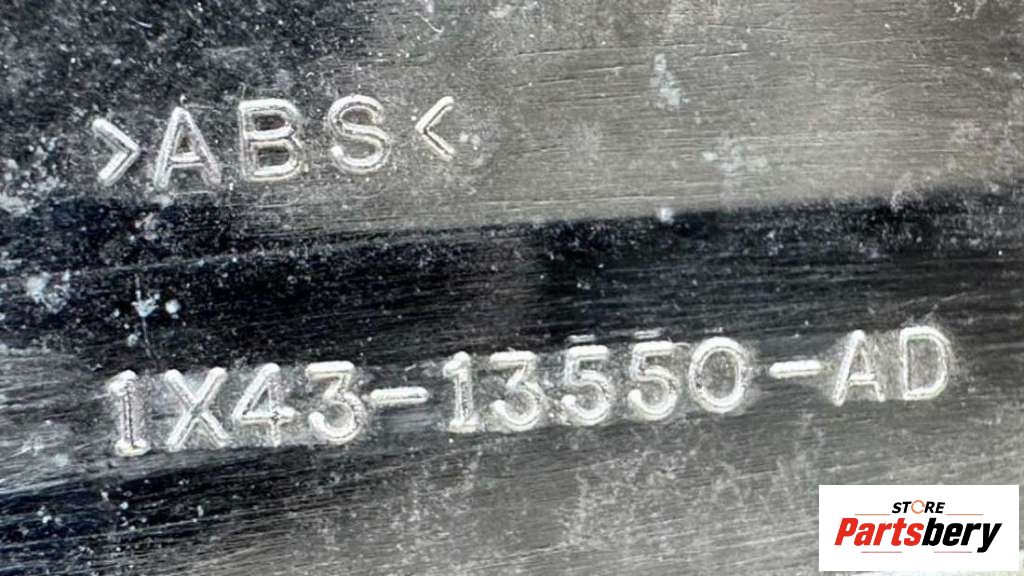 >ABS<
1X43-13550-AD
STORE
Partsbery